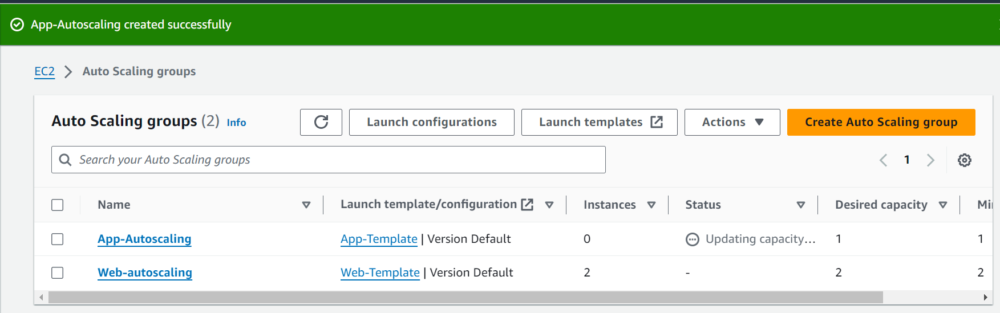 App-Autoscaling created successfully
EC2 Auto Scaling groups
Auto Scaling groups (2) Info Launch configurations Launch templates Actions Create Auto Scaling group
Search your Auto Scaling groups 1
Name Launch template/configuration Instances Status Desired capacity
App-Autoscaling App-Template | Version Default 0 Updating capacity... 1 1
Web-autoscaling Web-Template | Version Default 2 - 2 2